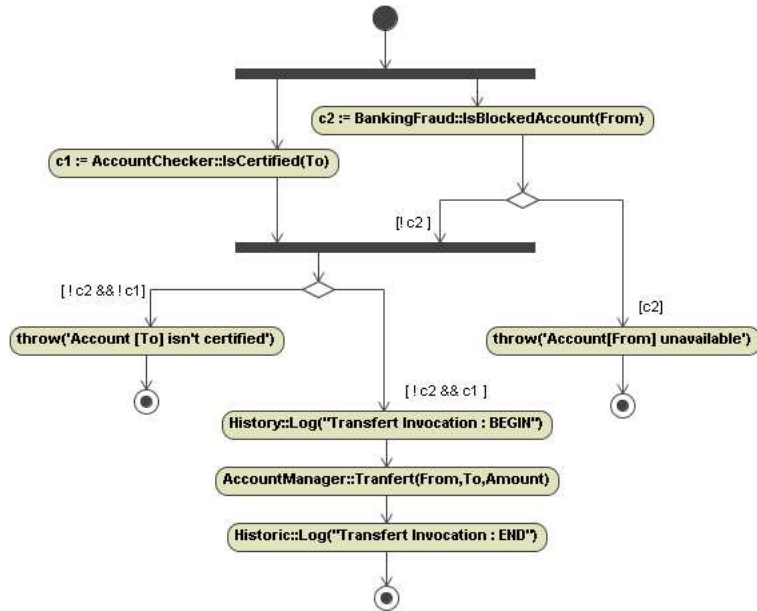 c2 := BankingFraud::IsBlockedAccount(From)
c1 := AccountChecker::IsCertified(To)
[! c2 ]
[ ! c2 && ! c1]
[c2]
throw('Account [To] isn't certified')
throw('Account[From] unavailable')
[ ! c2 && c1 ]
History::Log("Transfert Invocation : BEGIN")
AccountManager::Tranfert(From,To,Amount)
Historic::Log("Transfert Invocation : END")